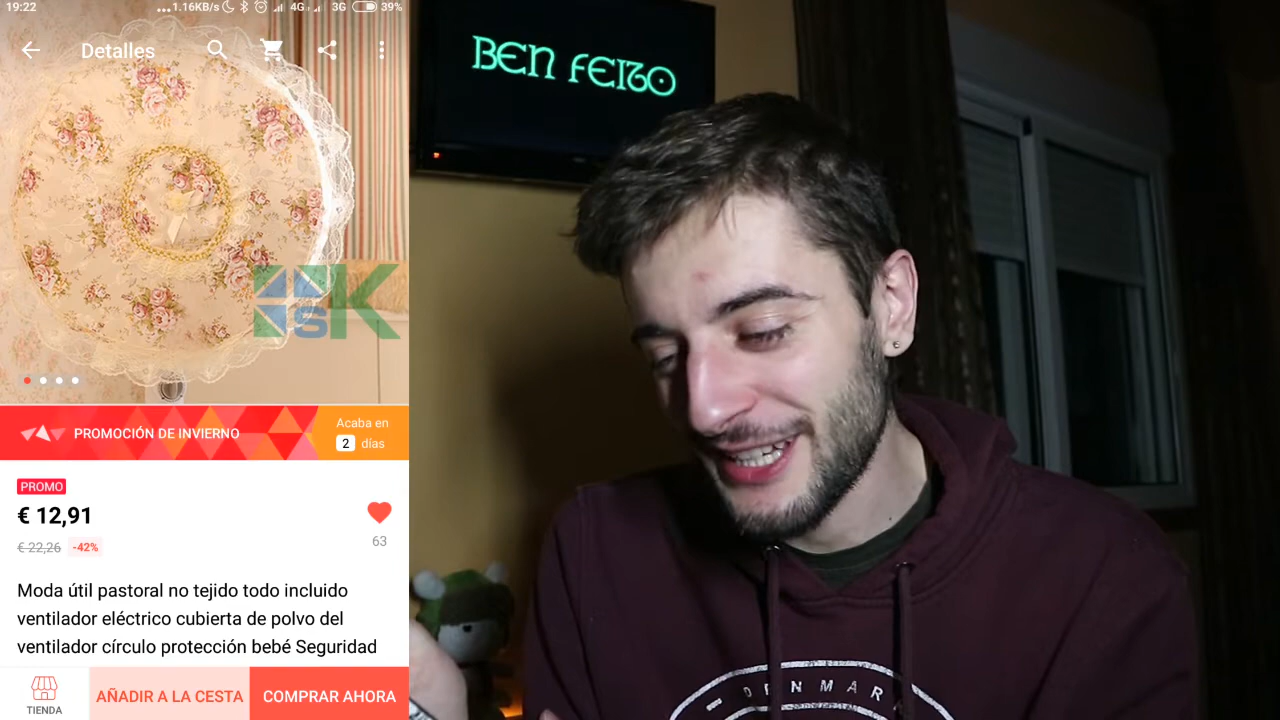 19:22
...1.16KB/s 4G 3G 39%
Detalles
SK
PROMOCIÓN DE INVIERNO
Acaba en
2 días
PROMO
€ 12,91
€ 22,26 -42%
63
Moda útil pastoral no tejido todo incluido
ventilador eléctrico cubierta de polvo del
ventilador círculo protección bebé Seguridad
TIENDA
AÑADIR A LA CESTA
COMPRAR AHORA
BEN FEITO
DENMAR